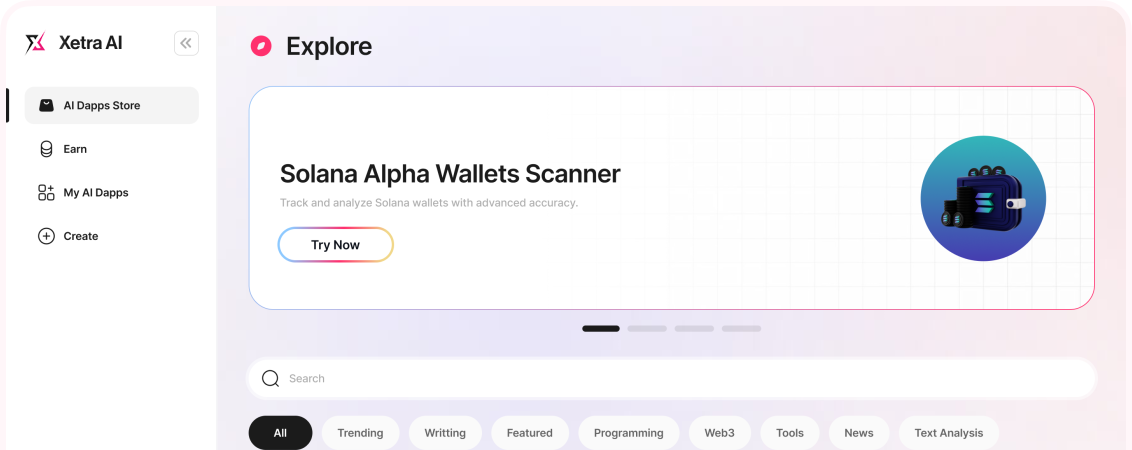 Xetra AI
AI Dapps Store
Earn
My AI Dapps
Create
Explore
Solana Alpha Wallets Scanner
Track and analyze Solana wallets with advanced accuracy.
Try Now
Search
All Trending Writting Featured Programming Web3 Tools News Text Analysis